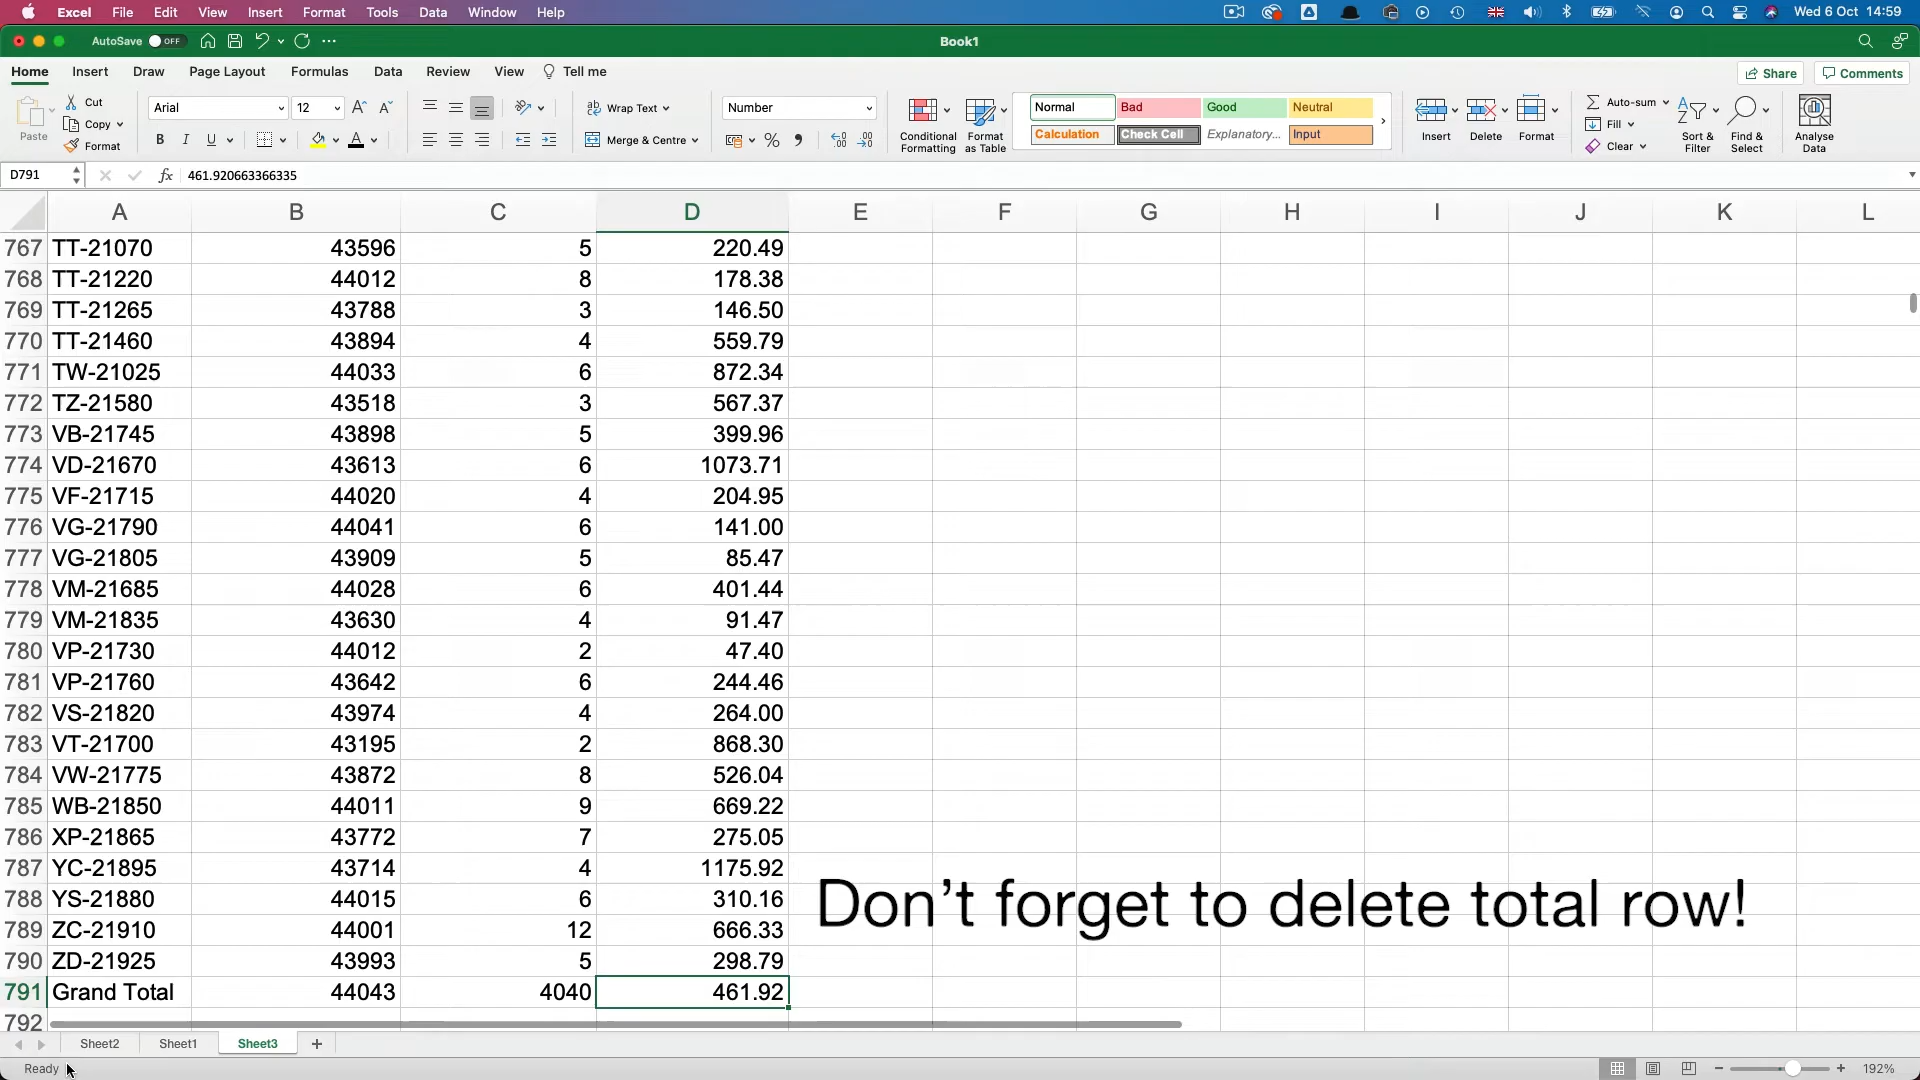 Excel File Edit View Insert Format Tools Data Window Help Wed 6 Oct 14:59
AutoSave OFF Book1
Home Insert Draw Page Layout Formulas Data Review View Tell me Share Comments
Paste Cut Copy Format
Arial 12
B I U A
Wrap Text
Merge & Centre
Number
%
Conditional Formatting
Format as Table
Normal Bad Good Neutral
Calculation Check Cell Explanatory... Input
Insert Delete Format
Auto-sum
Fill
Clear
Sort & Filter
Find & Select
Analyse Data
D791 fx 461.920663366335
A B C D E F G H I J K L
767 TT-21070 43596 5 220.49
768 TT-21220 44012 8 178.38
769 TT-21265 43788 3 146.50
770 TT-21460 43894 4 559.79
771 TW-21025 44033 6 872.34
772 TZ-21580 43518 3 567.37
773 VB-21745 43898 5 399.96
774 VD-21670 43613 6 1073.71
775 VF-21715 44020 4 204.95
776 VG-21790 44041 6 141.00
777 VG-21805 43909 5 85.47
778 VM-21685 44028 6 401.44
779 VM-21835 43630 4 91.47
780 VP-21730 44012 2 47.40
781 VP-21760 43642 6 244.46
782 VS-21820 43974 4 264.00
783 VT-21700 43195 2 868.30
784 VW-21775 43872 8 526.04
785 WB-21850 44011 9 669.22
786 XP-21865 43772 7 275.05
787 YC-21895 43714 4 1175.92
788 YS-21880 44015 6 310.16
Don't forget to delete total row!
789 ZC-21910 44001 12 666.33
790 ZD-21925 43993 5 298.79
791 Grand Total 44043 4040 461.92
792
Sheet2 Sheet1 Sheet3 +
Ready 192%